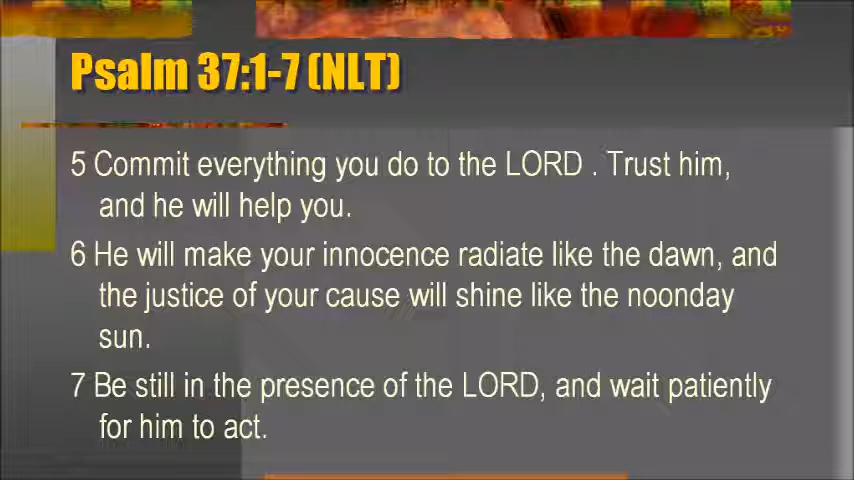 Psalm 37:1-7 (NLT)
5 Commit everything you do to the LORD . Trust him,
and he will help you.
6 He will make your innocence radiate like the dawn, and
the justice of your cause will shine like the noonday
sun.
7 Be still in the presence of the LORD, and wait patiently
for him to act.